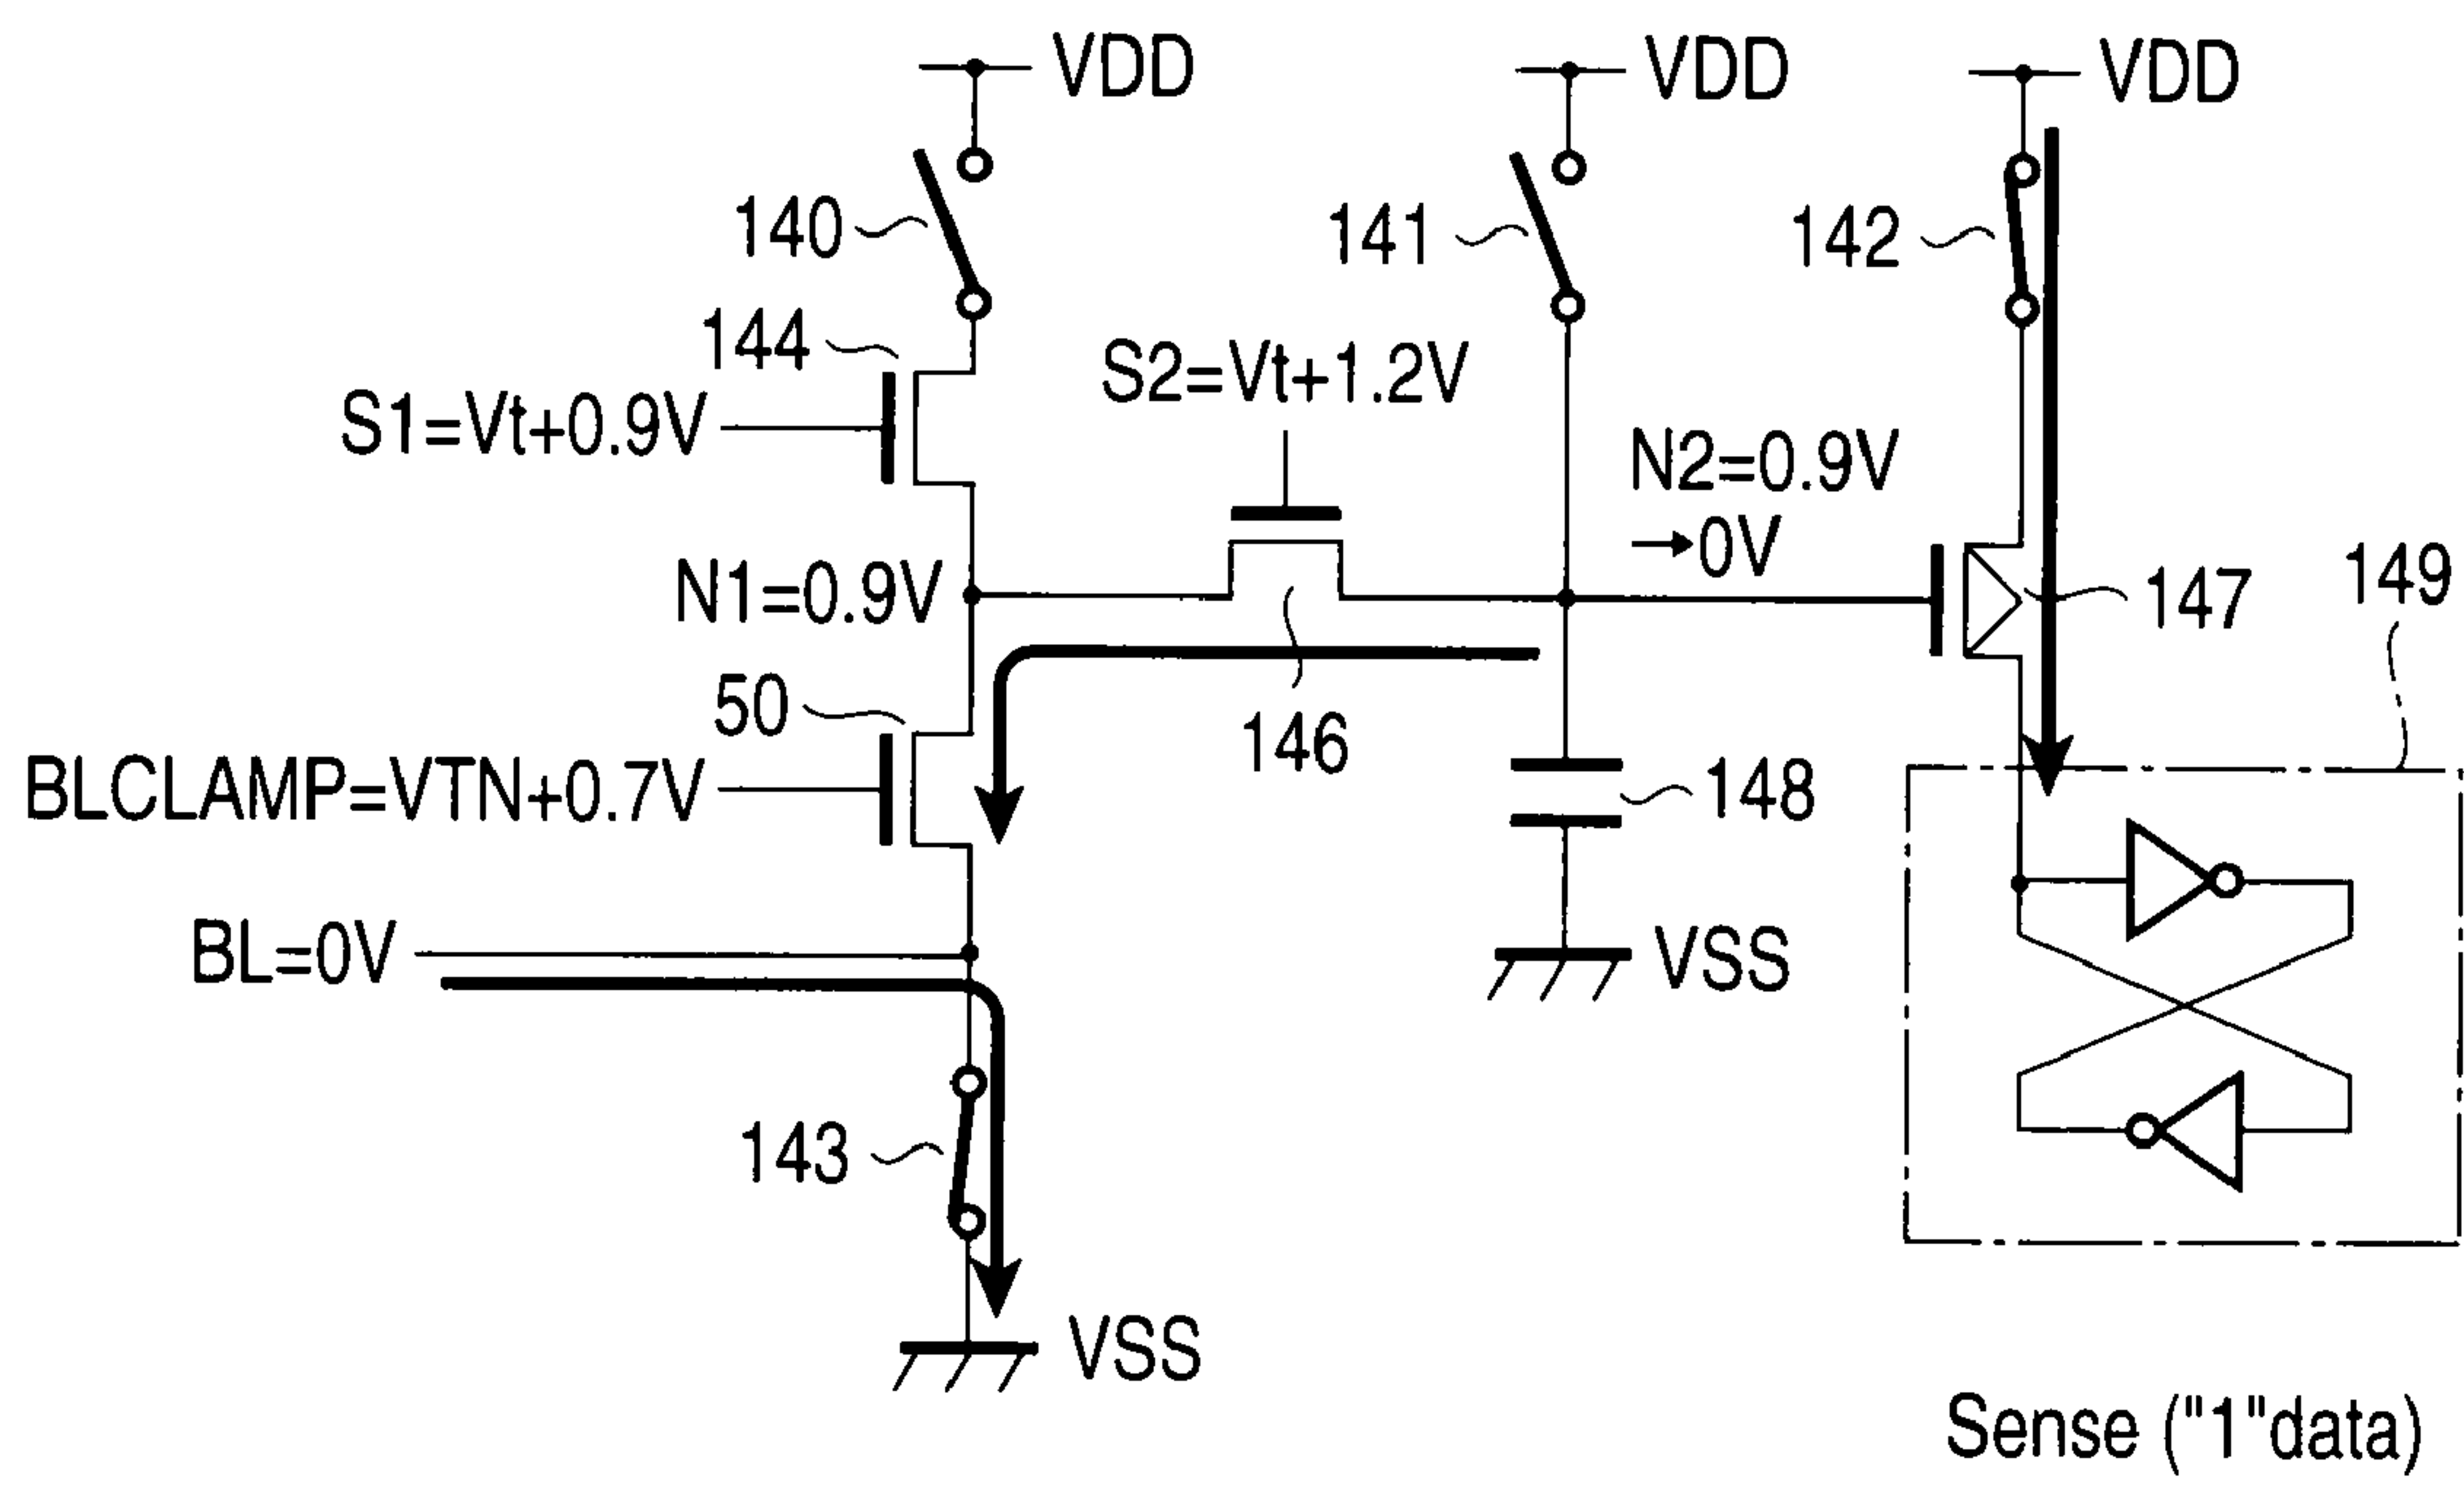 VDD
VDD
VDD
140
141
142
144
S2=Vt+1.2V
S1=Vt+0.9V
N2=0.9V
→0V
N1=0.9V
147
149
50
146
BLCLAMP=VTN+0.7V
148
BL=0V
VSS
143
VSS
Sense ("1"data)